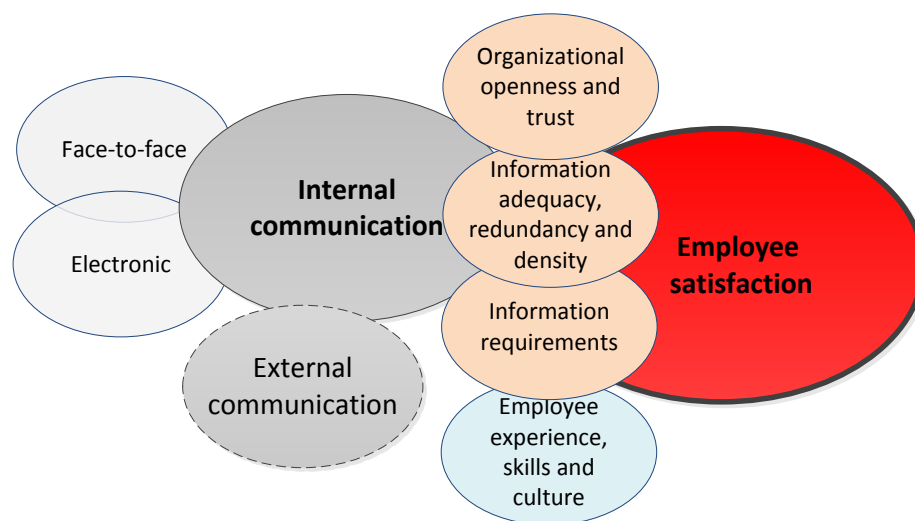 Organizational
openness and
trust
Face-to-face
Internal
communication
Information
adequacy,
redundancy and
density
Electronic
Employee
satisfaction
Information
requirements
External
communication
Employee
experience,
skills and
culture